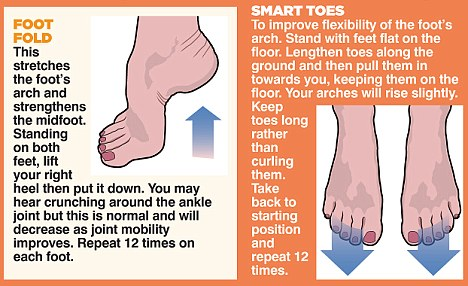 FOOT
FOLD
This
stretches
the foot's
arch and
strengthens
the midfoot.
Standing
on both
feet, lift
your right
heel then put it down. You may
hear crunching around the ankle
joint but this is normal and will
decrease as joint mobility
improves. Repeat 12 times on
each foot.
SMART TOES
To improve flexibility of the foot's
arch. Stand with feet flat on the
floor. Lengthen toes along the
ground and then pull them in
towards you, keeping them on the
floor. Your arches will rise slightly.
Keep
toes long
rather
than
curling
them.
Take
back to
starting
position
and
repeat 12
times.